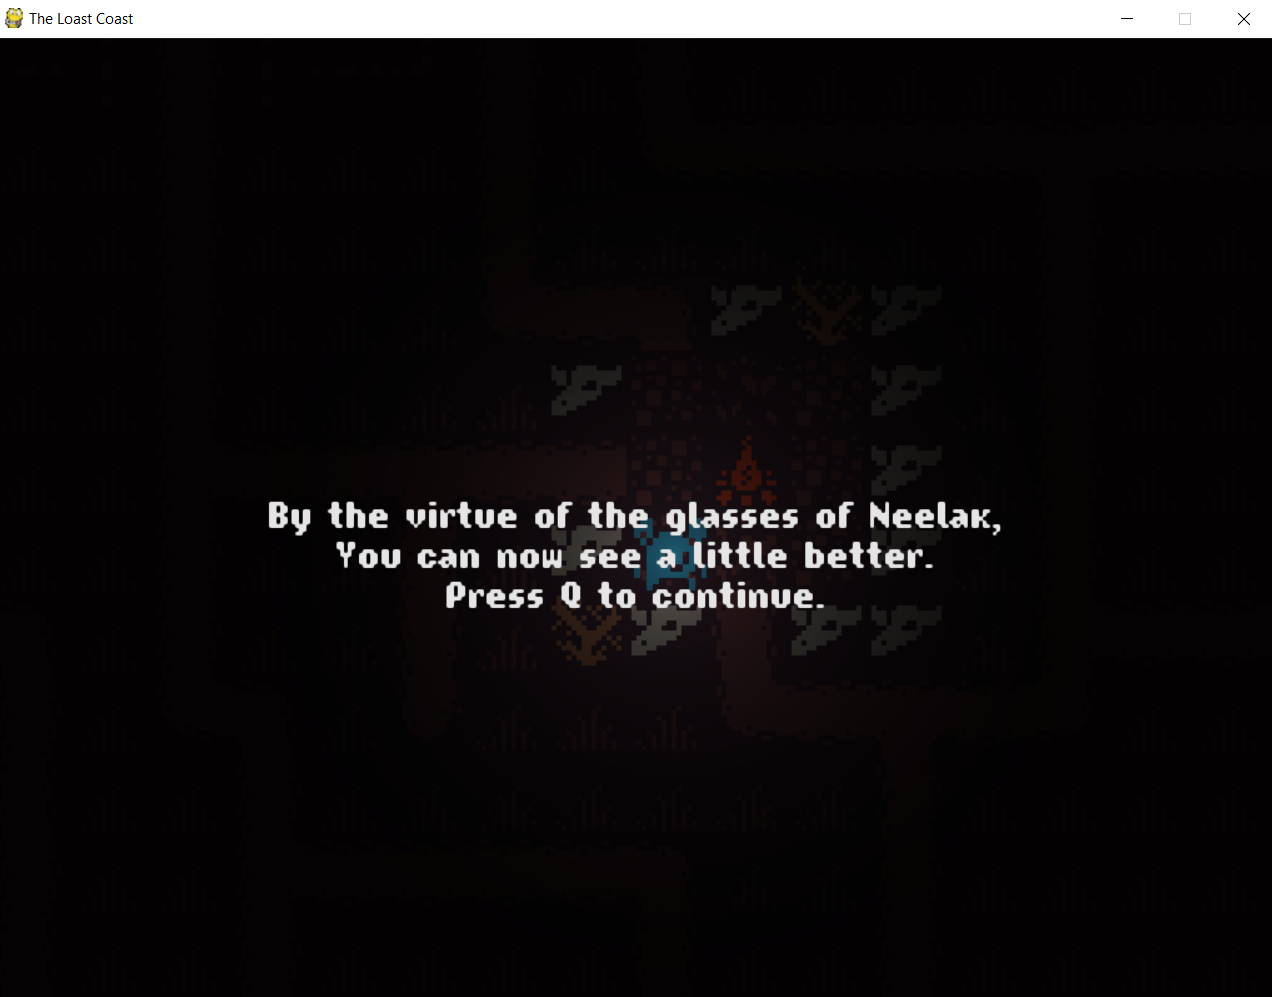 The Loast Coast
By the virtue of the glasses of Neelak,
You can now see a little better.
Press Q to continue.